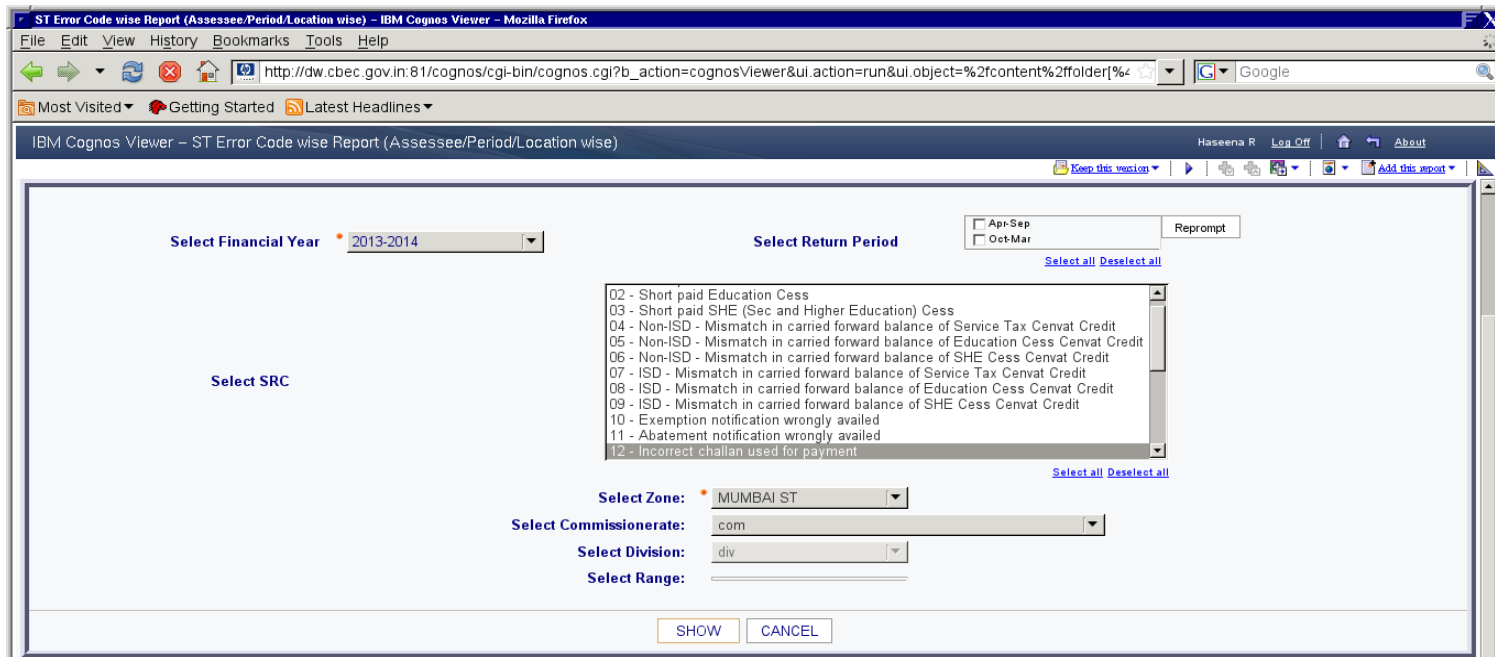 ST Error Code wise Report (Assessee/Period/Location wise) – IBM Cognos Viewer – Mozilla Firefox
File Edit View History Bookmarks Tools Help
http://dw.cbec.gov.in:81/cognos/cgi-bin/cognos.cgi?b_action=cognosViewer&ui.action=run&ui.object=%2fcontent%2ffolder[%4 Google
Most Visited Getting Started Latest Headlines
IBM Cognos Viewer – ST Error Code wise Report (Assessee/Period/Location wise) Haseena R Log Off About
Keep this version Add this report
Select Financial Year * 2013-2014 Select Return Period Apr-Sep Reprompt
Oct-Mar
Select all Deselect all
02 - Short paid Education Cess
03 - Short paid SHE (Sec and Higher Education) Cess
04 - Non-ISD - Mismatch in carried forward balance of Service Tax Cenvat Credit
05 - Non-ISD - Mismatch in carried forward balance of Education Cess Cenvat Credit
06 - Non-ISD - Mismatch in carried forward balance of SHE Cess Cenvat Credit
07 - ISD - Mismatch in carried forward balance of Service Tax Cenvat Credit
Select SRC
08 - ISD - Mismatch in carried forward balance of Education Cess Cenvat Credit
09 - ISD - Mismatch in carried forward balance of SHE Cess Cenvat Credit
10 - Exemption notification wrongly availed
11 - Abatement notification wrongly availed
12 - Incorrect challan used for payment
Select all Deselect all
Select Zone: * MUMBAI ST
Select Commissionerate: com
Select Division: div
Select Range:
SHOW CANCEL